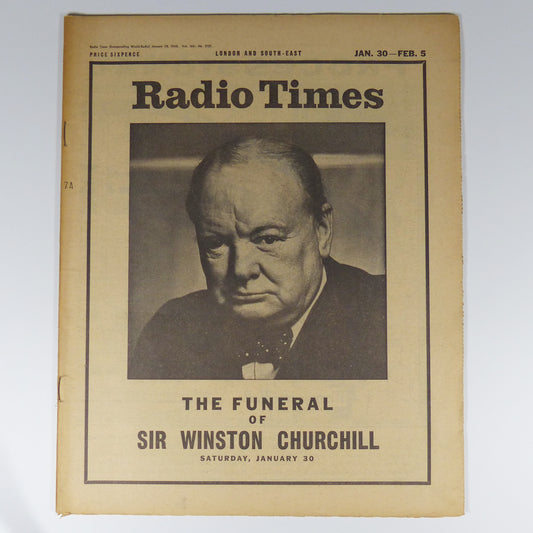 PRICE SIXPENCE LONDON AND SOUTH-EAST JAN. 30—FEB. 5
Radio Times
7A
THE FUNERAL
OF
SIR WINSTON CHURCHILL
SATURDAY, JANUARY 30